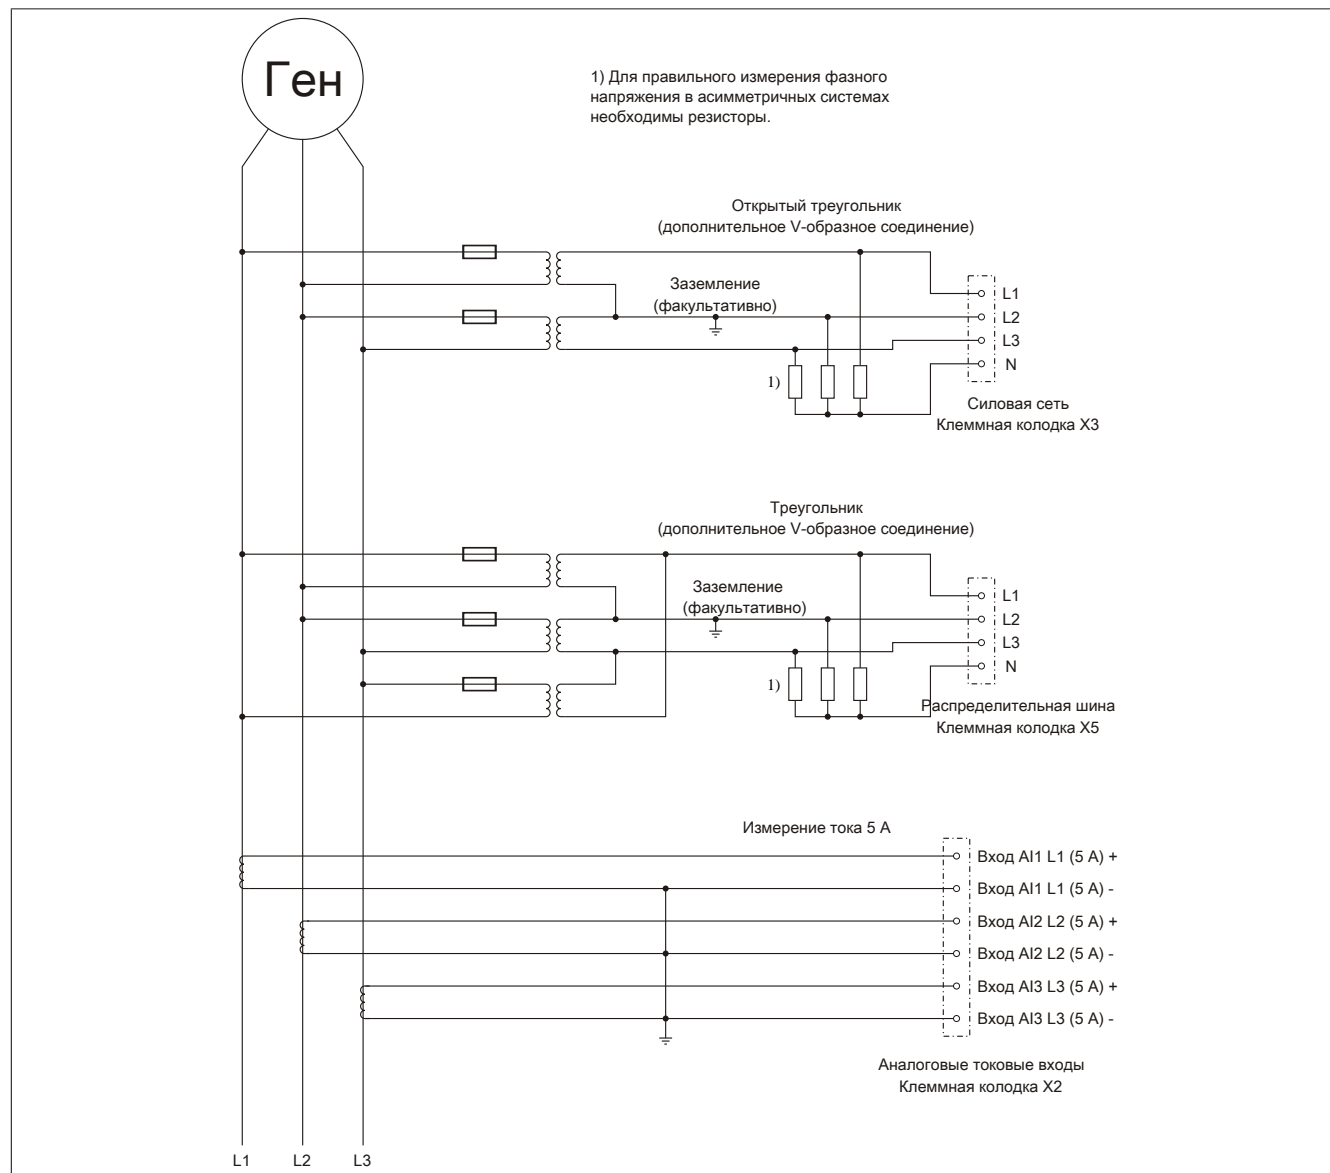 Ген
1) Для правильного измерения фазного
напряжения в асимметричных системах
необходимы резисторы.
Открытый треугольник
(дополнительное V-образное соединение)
Заземление
(факультативно)
L1
L2
L3
N
1)
Силовая сеть
Клеммная колодка X3
Треугольник
(дополнительное V-образное соединение)
Заземление
(факультативно)
L1
L2
L3
N
1)
Распределительная шина
Клеммная колодка X5
Измерение тока 5 А
Вход AI1 L1 (5 A) +
Вход AI1 L1 (5 A) -
Вход AI2 L2 (5 A) +
Вход AI2 L2 (5 A) -
Вход AI3 L3 (5 A) +
Вход AI3 L3 (5 A) -
Аналоговые токовые входы
Клеммная колодка X2
L1 L2 L3